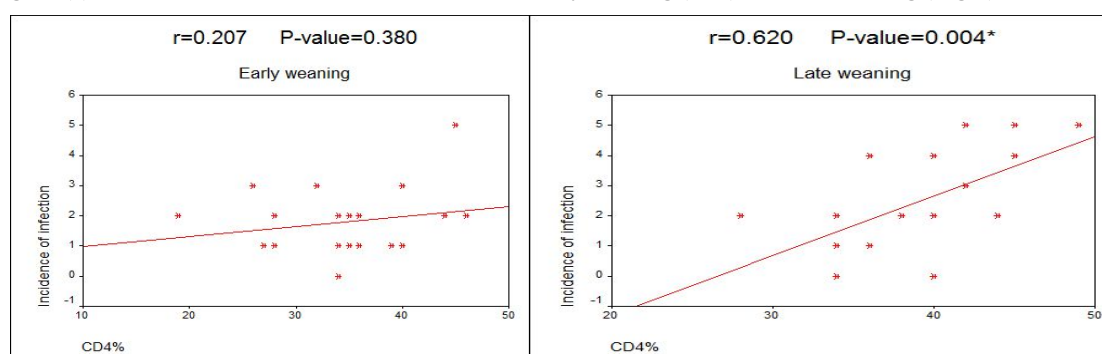 r=0.207 P-value=0.380
Early weaning
6
5
4
3
2
1
0
-1
Incidence of infection
10 20 30 40 50
CD4%
r=0.620 P-value=0.004*
Late weaning
6
5
4
3
2
1
0
-1
Incidence of infection
20 30 40 50
CD4%